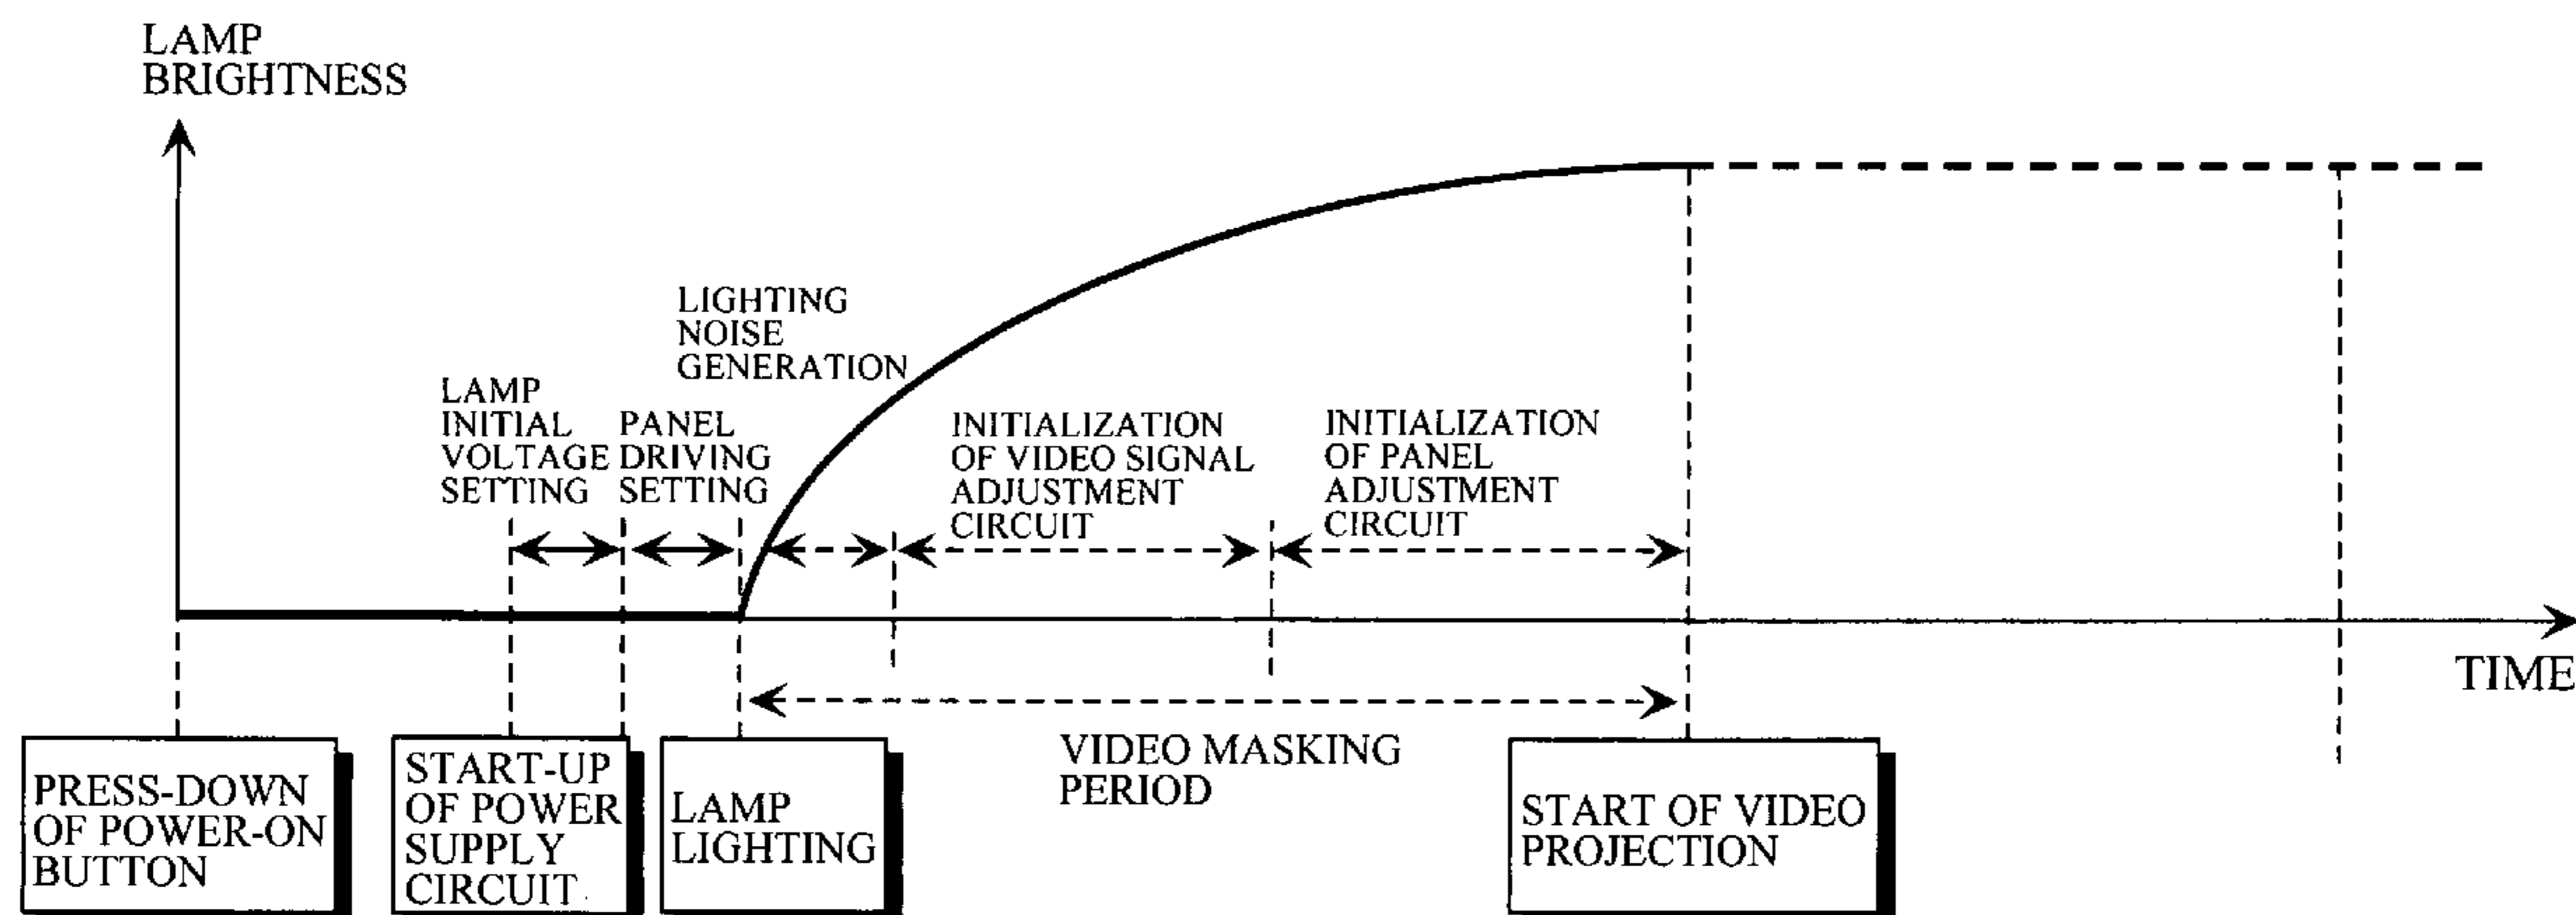 LAMP
BRIGHTNESS
LIGHTING
NOISE
GENERATION
LAMP
INITIAL
VOLTAGE
SETTING
PANEL
DRIVING
SETTING
INITIALIZATION
OF VIDEO SIGNAL
ADJUSTMENT
CIRCUIT
INITIALIZATION
OF PANEL
ADJUSTMENT
CIRCUIT
TIME
PRESS-DOWN
OF POWER-ON
BUTTON
START-UP
OF POWER
SUPPLY
CIRCUIT
LAMP
LIGHTING
VIDEO MASKING
PERIOD
START OF VIDEO
PROJECTION